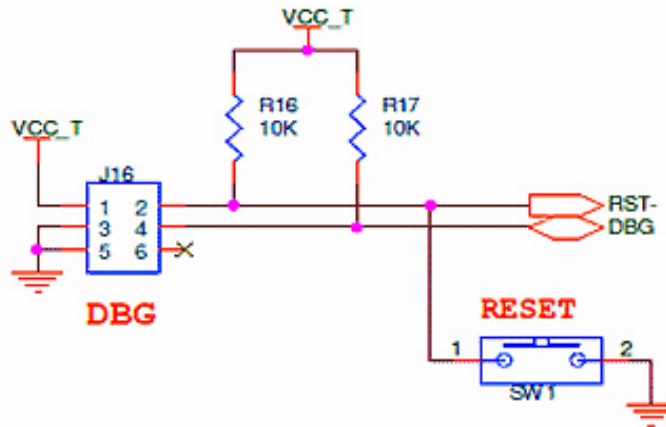 VCC_T
R16
10K
R17
10K
VCC_T
J16
1 2
3 4
5 6
RST-
DBG
DBG
RESET
1 2
SW1